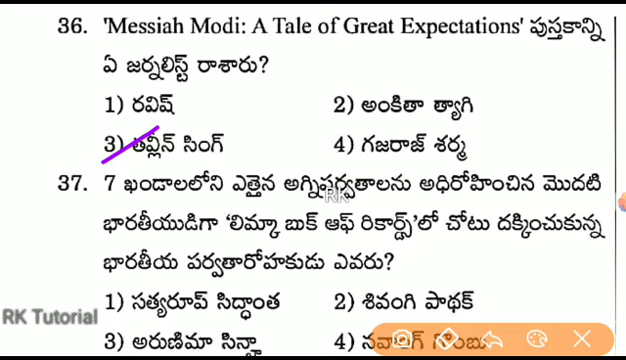 36. 'Messiah Modi: A Tale of Great Expectations' పుస్తకాన్ని
ఏ జర్నలిస్ట్ రాశారు?
1) రవిష్ 2) అంకితా త్యాగి
3) తవ్లీన్ సింగ్ 4) గజరాజ్ శర్మ
37. 7 ఖండాలలోని ఎత్తైన అగ్నిపర్వతాలను అధిరోహించిన మొదటి
RK
భారతీయుడిగా 'లిమ్కా బుక్ ఆఫ్ రికార్డ్స్'లో చోటు దక్కించుకున్న
భారతీయ పర్వతారోహకుడు ఎవరు?
1) సత్యరూప్ సిద్ధాంత 2) శివంగి పాథక్
RK Tutorial
3) అరుణిమా సిన్హా 4)